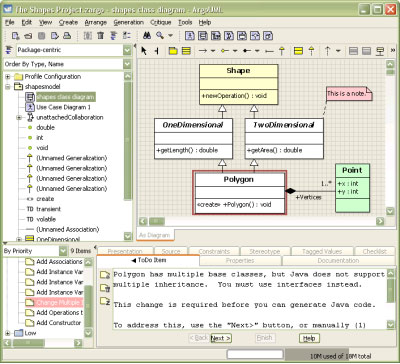 The Shapes Project.zargo - shapes class diagram - ArgoUML
File Edit View Create Arrange Generation Critique Tools Help
Package-centric
Order By Type, Name
Profile Configuration
shapesmodel
shapes class diagram
Use Case Diagram 1
unattachedCollaboration
double
int
void
(Unnamed Generalization)
(Unnamed Generalization)
(Unnamed Generalization)
(Unnamed Generalization)
create
transient
volatile
(Unnamed Association)
OneDimensional
Shape
+newOperation() : void
This is a note.
OneDimensional
TwoDimensional
+getLength() : double
+getArea() : double
Polygon
«create» +Polygon() : void
1..*
+Vertices
Point
+x : int
+y : int
As Diagram
By Priority
9 Items
Add Associations
Add Instance Var
Add Instance Var
Add Instance Var
Change Multiple I
Add Operations t
Add Constructor
Low
Presentation Source Constraints Stereotype Tagged Values Checklist
ToDo Item Properties Documentation
Polygon has multiple base classes, but Java does not support
multiple inheritance. You must use interfaces instead.
This change is required before you can generate Java code.
To address this, use the "Next>" button, or manually (1)
< Back Next > Finish Help
10M used of 18M total